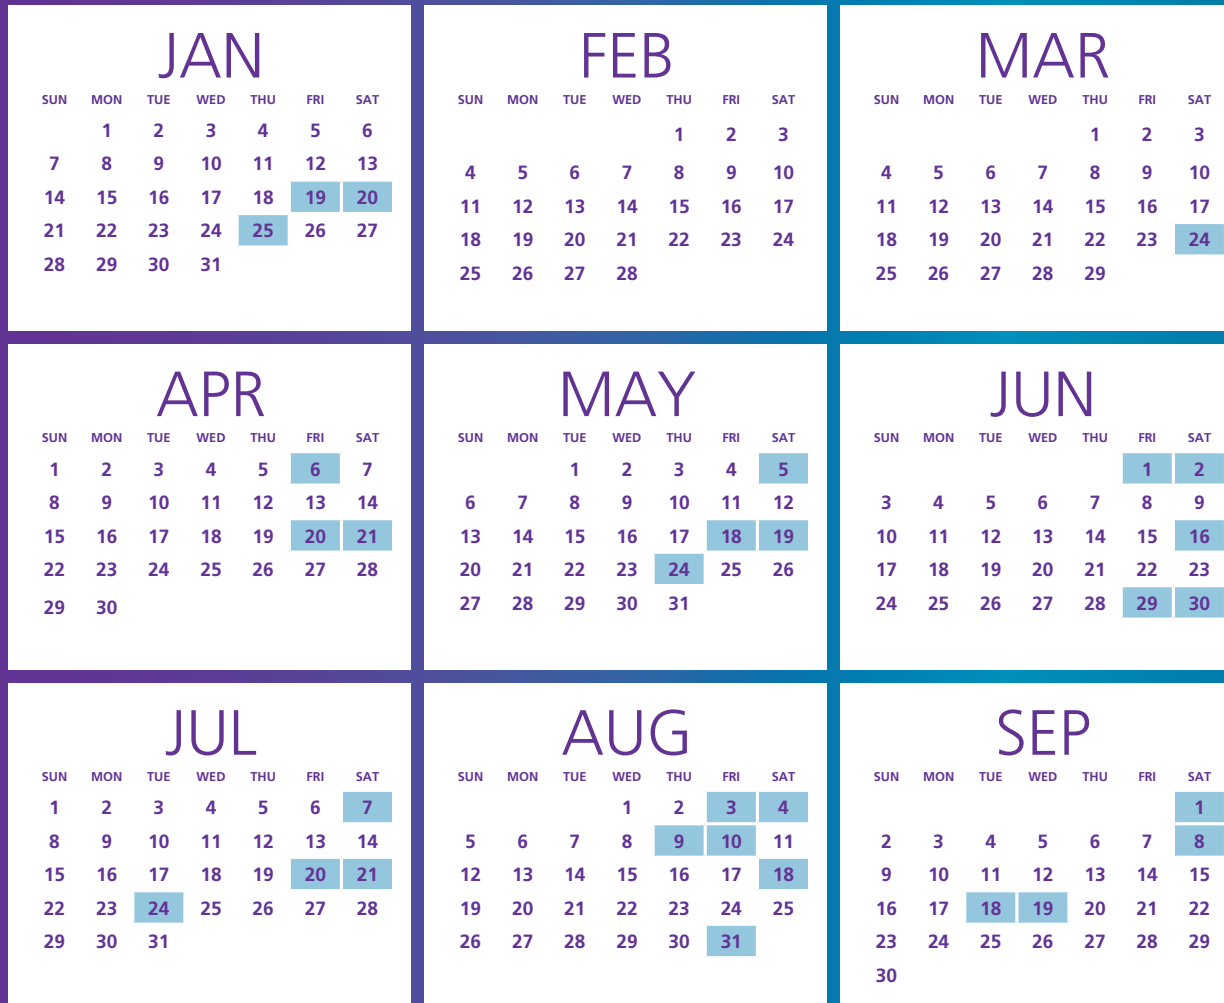 JAN
SUN MON TUE WED THU FRI SAT
1 2 3 4 5 6
7 8 9 10 11 12 13
14 15 16 17 18 19 20
21 22 23 24 25 26 27
28 29 30 31
FEB
SUN MON TUE WED THU FRI SAT
1 2 3
4 5 6 7 8 9 10
11 12 13 14 15 16 17
18 19 20 21 22 23 24
25 26 27 28
MAR
SUN MON TUE WED THU FRI SAT
1 2 3
4 5 6 7 8 9 10
11 12 13 14 15 16 17
18 19 20 21 22 23 24
25 26 27 28 29
APR
SUN MON TUE WED THU FRI SAT
1 2 3 4 5 6 7
8 9 10 11 12 13 14
15 16 17 18 19 20 21
22 23 24 25 26 27 28
29 30
MAY
SUN MON TUE WED THU FRI SAT
1 2 3 4 5
6 7 8 9 10 11 12
13 14 15 16 17 18 19
20 21 22 23 24 25 26
27 28 29 30 31
JUN
SUN MON TUE WED THU FRI SAT
1 2
3 4 5 6 7 8 9
10 11 12 13 14 15 16
17 18 19 20 21 22 23
24 25 26 27 28 29 30
JUL
SUN MON TUE WED THU FRI SAT
1 2 3 4 5 6 7
8 9 10 11 12 13 14
15 16 17 18 19 20 21
22 23 24 25 26 27 28
29 30 31
AUG
SUN MON TUE WED THU FRI SAT
1 2 3 4
5 6 7 8 9 10 11
12 13 14 15 16 17 18
19 20 21 22 23 24 25
26 27 28 29 30 31
SEP
SUN MON TUE WED THU FRI SAT
1
2 3 4 5 6 7 8
9 10 11 12 13 14 15
16 17 18 19 20 21 22
23 24 25 26 27 28 29
30